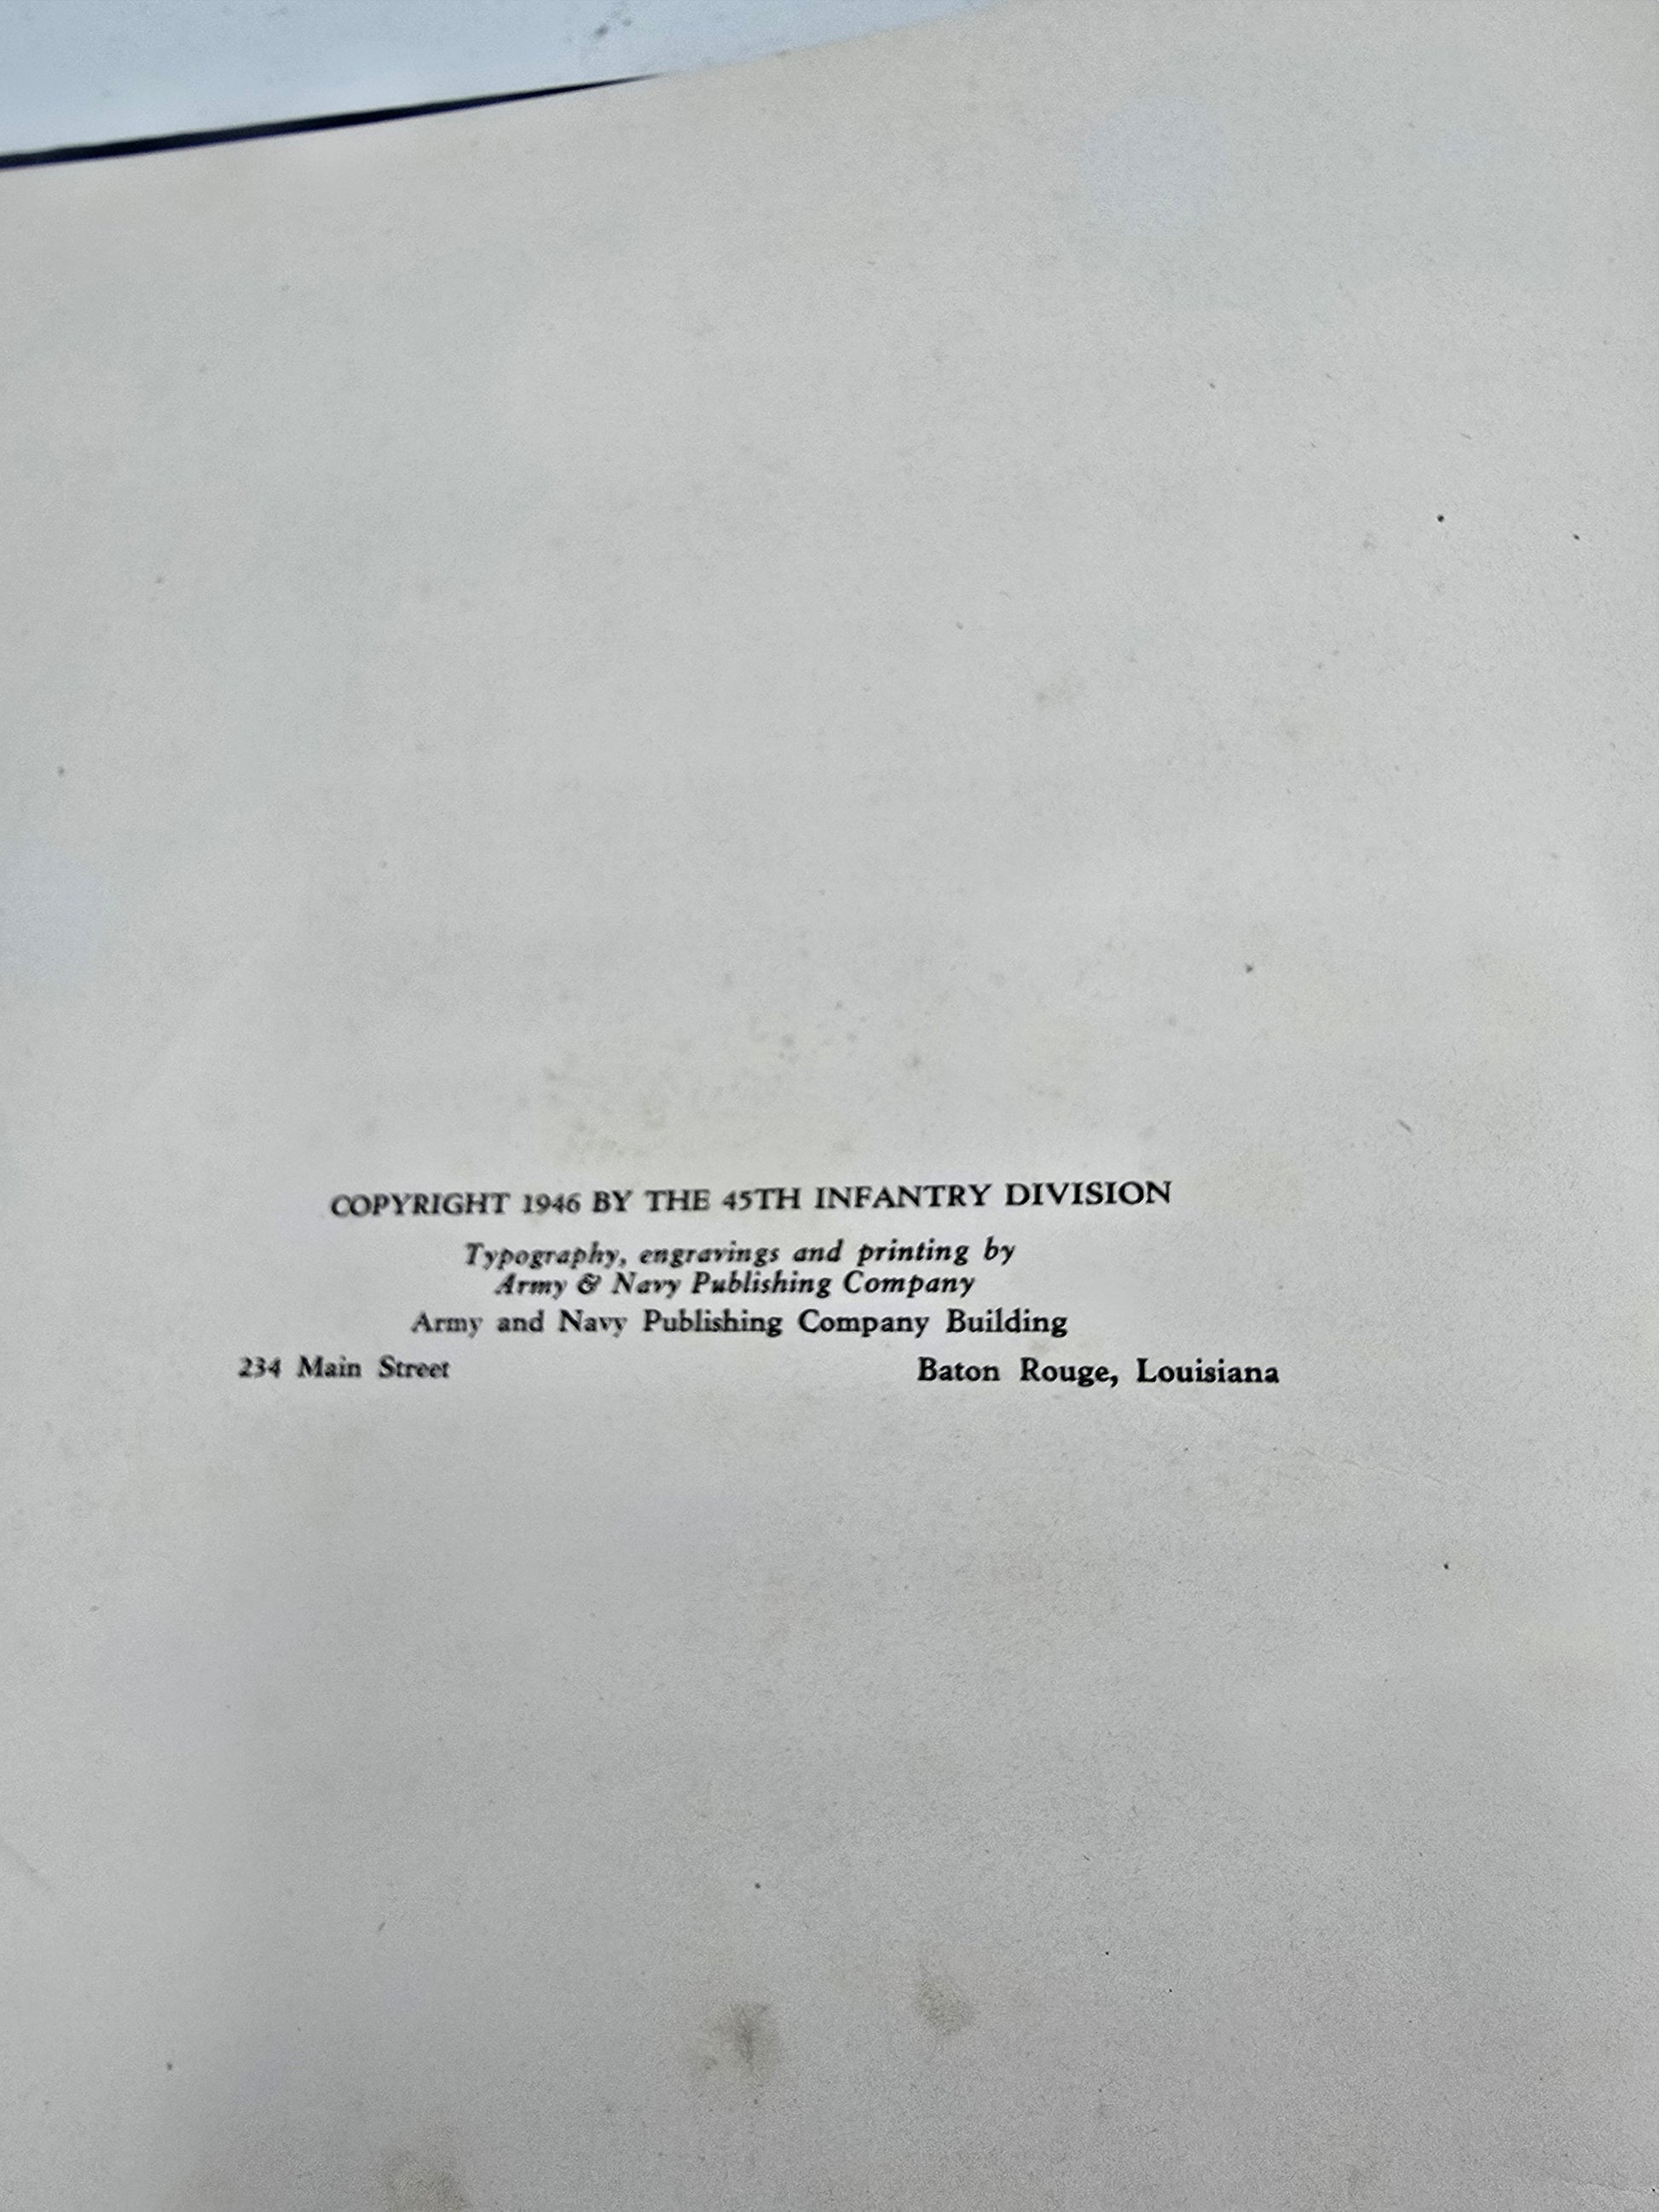 COPYRIGHT 1946 BY THE 45TH INFANTRY DIVISION
Typography, engravings and printing by
Army & Navy Publishing Company
Army and Navy Publishing Company Building
234 Main Street Baton Rouge, Louisiana